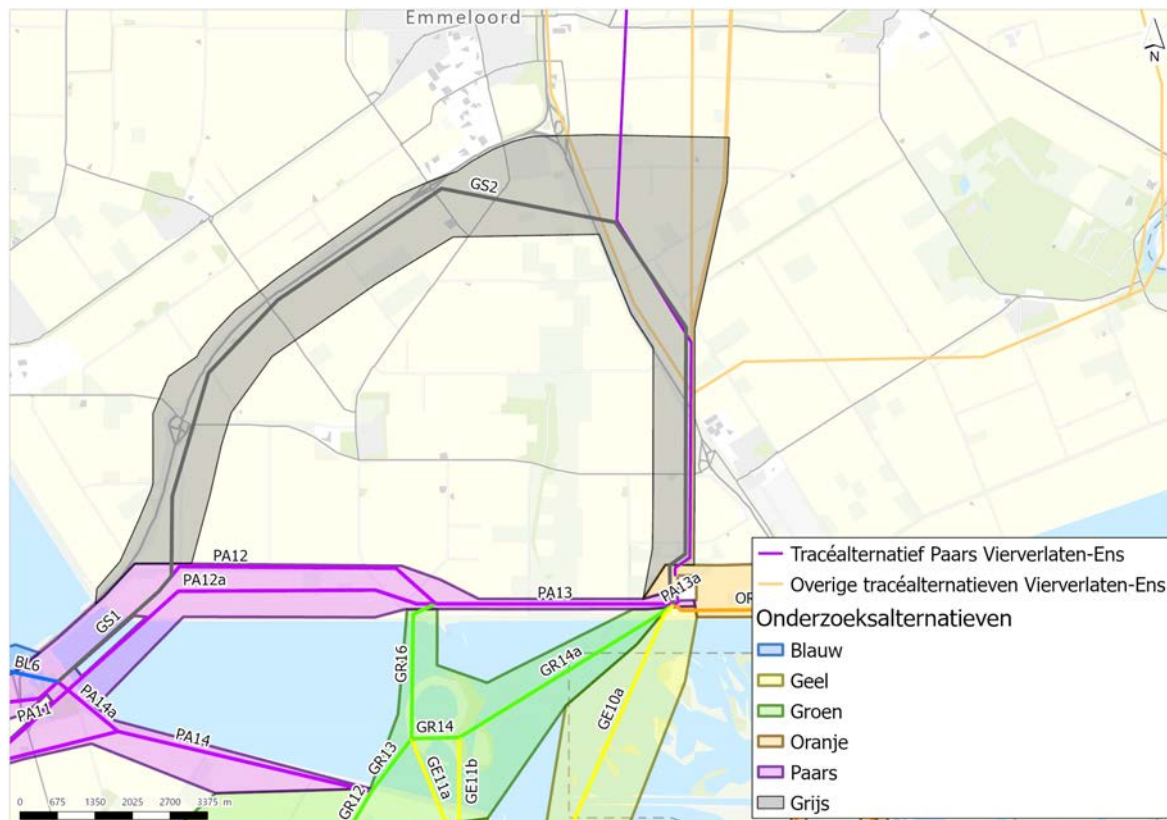 Emmeloord
N
GS2
PA12
PA12a
PA13
PA13a
OR
GS1
BL6
PA11
PA14a
PA14
GR16
GR14a
GR14
GR13
GR12
GE11a
GE11b
GE10a
Tracéalternatief Paars Vierverlaten-Ens
Overige tracéalternatieven Vierverlaten-Ens
Onderzoeksalternatieven
Blauw
Geel
Groen
Oranje
Paars
Grijs
0 675 1350 2025 2700 3375 m